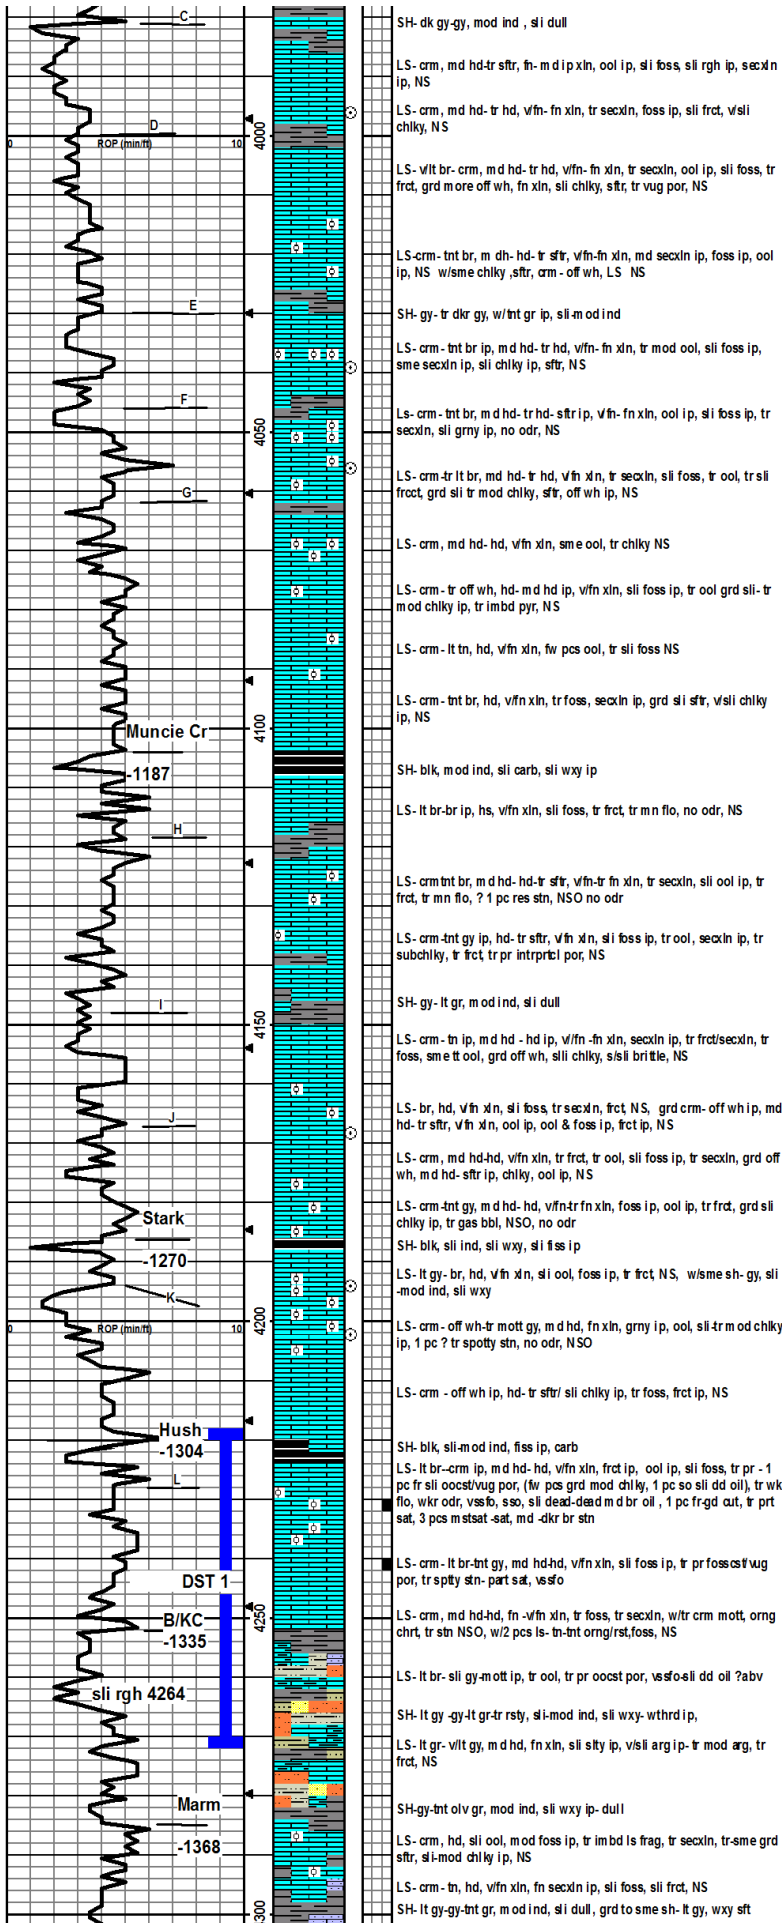 C
SH- dk gy-gy, mod ind , sli dull
LS- crm, md hd-tr sftr, fn- md ip xln, ool ip, sli foss, sli rgh ip, secxln
ip, NS
LS- crm, md hd- tr hd, v/fn- fn xln, tr secxln, foss ip, sli frct, v/sli
chlky, NS
D
0 ROP (min/ft) 10
4000
LS- v/lt br- crm, md hd- tr hd, v/fn- fn xln, tr secxln, ool ip, sli foss, tr
frct, grd more off wh, fn xln, sli chlky, sftr, tr vug por, NS
LS-crm- tnt br, m dh- hd- tr sftr, v/fn-fn xln, md secxln ip, foss ip, ool
ip, NS w/sme chlky ,sftr, crm- off wh, LS NS
E
SH- gy- tr dkr gy, w/tnt gr ip, sli-mod ind
LS- crm- tnt br ip, md hd- tr hd, v/fn- fn xln, tr mod ool, sli foss ip,
sme secxln ip, sli chlky ip, sftr, NS
F
Ls- crm- tnt br, md hd- tr hd- sftr ip, v/fn- fn xln, ool ip, sli foss ip, tr
secxln, sli grny ip, no odr, NS
4050
LS- crm-tr lt br, md hd- tr hd, v/fn xln, tr secxln, sli foss, tr ool, tr sli
frcct, grd sli tr mod chlky, sftr, off wh ip, NS
G
LS- crm, md hd- hd, v/fn xln, sme ool, tr chlky NS
LS- crm- tr off wh, hd- md hd ip, v/fn xln, sli foss ip, tr ool grd sli- tr
mod chlky ip, tr imbd pyr, NS
LS- crm- lt tn, hd, v/fn xln, fw pcs ool, tr sli foss NS
LS- crm- tnt br, hd, v/fn xln, tr foss, secxln ip, grd sli sftr, v/sli chlky
ip, NS
4100
Muncie Cr
-1187
SH- blk, mod ind, sli carb, sli wxy ip
LS- lt br-br ip, hs, v/fn xln, sli foss, tr frct, tr mn flo, no odr, NS
H
LS- crmtnt br, md hd- hd-tr sftr, v/fn-tr fn xln, tr secxln, sli ool ip, tr
frct, tr mn flo, ? 1 pc res stn, NSO no odr
LS- crm-tnt gy ip, hd- tr sftr, v/fn xln, sli foss ip, tr ool, secxln ip, tr
subchlky, tr frct, tr pr intrprtcl por, NS
I
SH- gy- lt gr, mod ind, sli dull
4150
LS- crm- tn ip, md hd - hd ip, v//fn -fn xln, secxln ip, tr frct/secxln, tr
foss, sme tt ool, grd off wh, slli chlky, s/sli brittle, NS
LS- br, hd, v/fn xln, sli foss, tr secxln, frct, NS, grd crm- off wh ip, md
hd- tr sftr, v/fn xln, ool ip, ool & foss ip, frct ip, NS
J
LS- crm, md hd-hd, v/fn xln, tr frct, tr ool, sli foss ip, tr secxln, grd off
wh, md hd- sftr ip, chlky, ool ip, NS
LS- crm-tnt gy, md hd- hd, v/fn-tr fn xln, foss ip, ool ip, tr frct, grd sli
chlky ip, tr gas bbl, NSO, no odr
Stark
-1270
SH- blk, sli ind, sli wxy, sli fiss ip
LS- lt gy- br, hd, v/fn xln, sli ool, foss ip, tr frct, NS, w/sme sh- gy, sli
-mod ind, sli wxy
K
0 ROP (min/ft) 10
4200
LS- crm- off wh-tr mott gy, md hd, fn xln, grny ip, ool, sli-tr mod chlky
ip, 1 pc ? tr spotty stn, no odr, NSO
LS- crm - off wh ip, hd- tr sftr/ sli chlky ip, tr foss, frct ip, NS
Hush
-1304
SH- blk, sli-mod ind, fiss ip, carb
LS- lt br--crm ip, md hd- hd, v/fn xln, frct ip, ool ip, sli foss, tr pr - 1
pc fr sli oocst/vug por, (fw pcs grd mod chlky, 1 pc so sli dd oil), tr wk
flo, wkr odr, vssfo, sso, sli dead-dead md br oil , 1 pc fr-gd cut, tr prt
sat, 3 pcs mstsat -sat, md -dkr br stn
L
LS- crm- lt br-tnt gy, md hd-hd, v/fn xln, sli foss ip, tr pr fosscst/vug
por, tr sptty stn- part sat, vssfo
DST 1
4250
B/KC
-1335
LS- crm, md hd-hd, fn -v/fn xln, tr foss, tr secxln, w/tr crm mott, orng
chrt, tr stn NSO, w/2 pcs ls- tn-tnt orng/rst,foss, NS
LS- lt br- sli gy-mott ip, tr ool, tr pr oocst por, vssfo-sli dd oil ?abv
sli rgh 4264
SH- lt gy -gy-lt gr-tr rsty, sli-mod ind, sli wxy- wthrd ip,
LS- lt gr- v/lt gy, md hd, fn xln, sli slty ip, v/sli arg ip- tr mod arg, tr
frct, NS
Marm
-1368
SH-gy-tnt olv gr, mod ind, sli wxy ip- dull
LS- crm, hd, sli ool, mod foss ip, tr imbd ls frag, tr secxln, tr-sme grd
sftr, sli-mod chlky ip, NS
LS- crm- tn, hd, v/fn xln, fn secxln ip, sli foss, sli frct, NS
SH- lt gy-gy-tnt gr, mod ind, sli dull, grd to sme sh- lt gy, wxy sft